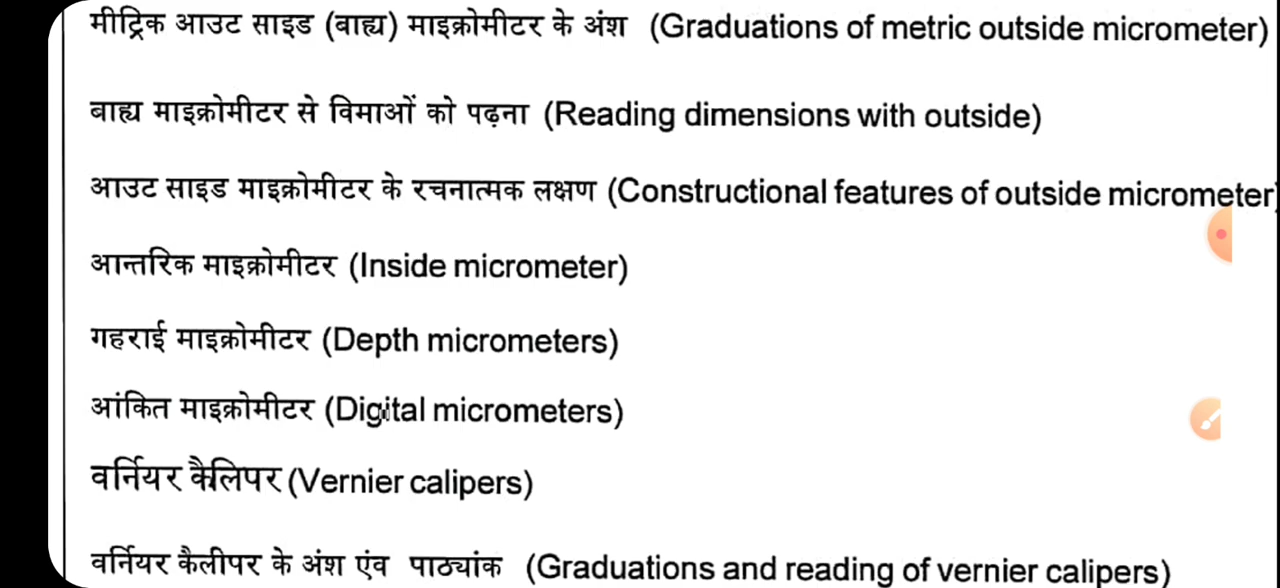 मीट्रिक आउट साइड (बाह्य) माइक्रोमीटर के अंश (Graduations of metric outside micrometer)
बाह्य माइक्रोमीटर से विमाओं को पढ़ना (Reading dimensions with outside)
आउट साइड माइक्रोमीटर के रचनात्मक लक्षण (Constructional features of outside micrometer)
आन्तरिक माइक्रोमीटर (Inside micrometer)
गहराई माइक्रोमीटर (Depth micrometers)
आंकित माइक्रोमीटर (Digital micrometers)
वर्नियर कैलिपर (Vernier calipers)
वर्नियर कैलीपर के अंश एंव पाठ्यांक (Graduations and reading of vernier calipers)